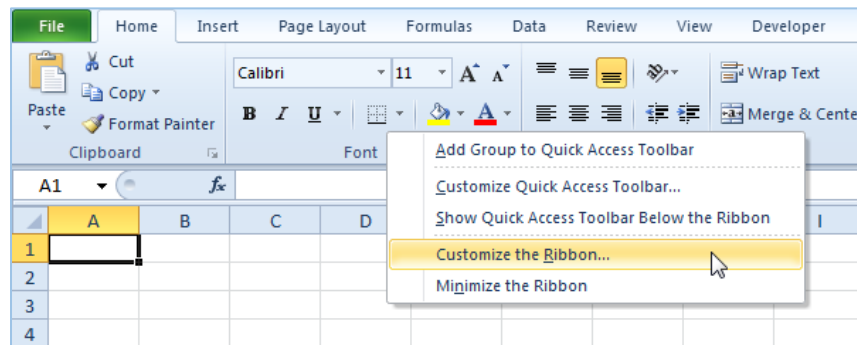 File Home Insert Page Layout Formulas Data Review View Developer
Cut
Calibri 11 A A Wrap Text
Copy
Paste
Format Painter B I U A Merge & Cente
Clipboard Font
Add Group to Quick Access Toolbar
Customize Quick Access Toolbar...
Show Quick Access Toolbar Below the Ribbon
Customize the Ribbon...
Minimize the Ribbon
A1 fx
A B C D I
1
2
3
4